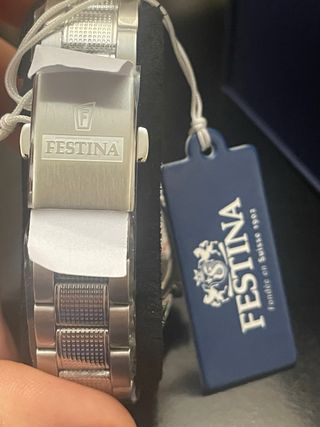 F
FESTINA
FESTINA
Fondée en Suisse 1902